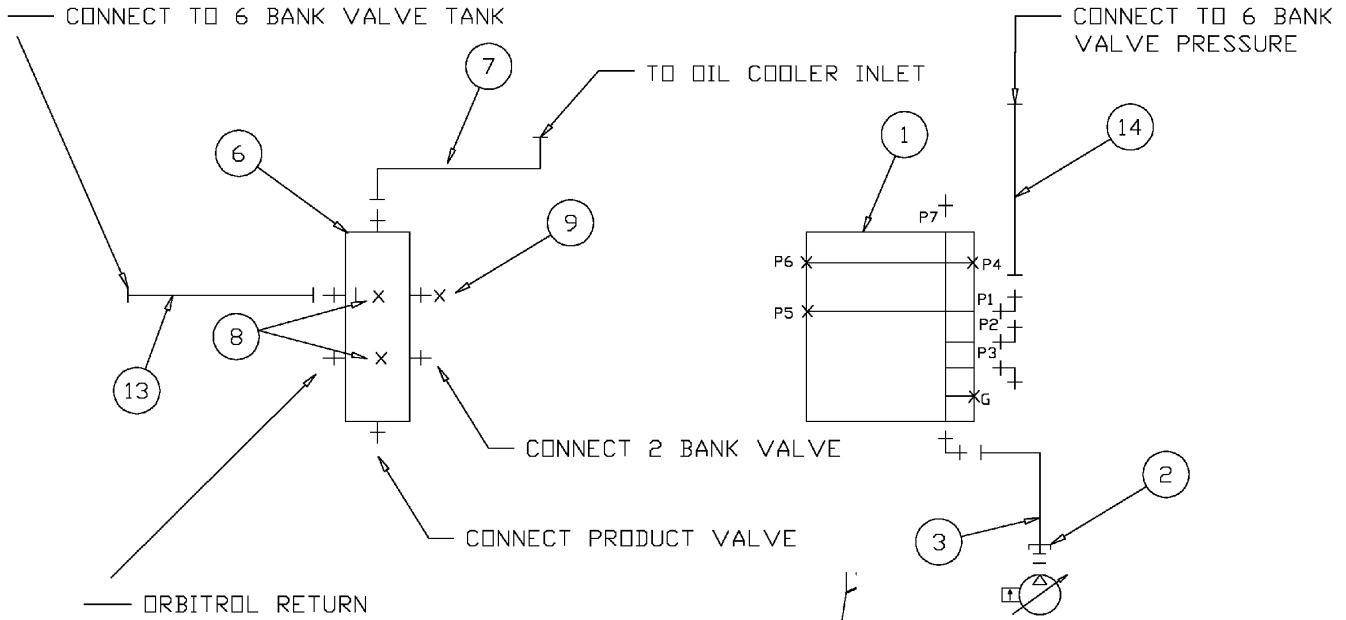 CONNECT TO 6 BANK VALVE TANK
CONNECT TO 6 BANK
VALVE PRESSURE
7
TO OIL COOLER INLET
6
1
14
9
P7
P6
P4
P5
P1
P2
P3
8
13
G
CONNECT 2 BANK VALVE
2
CONNECT PRODUCT VALVE
3
ORBITROL RETURN